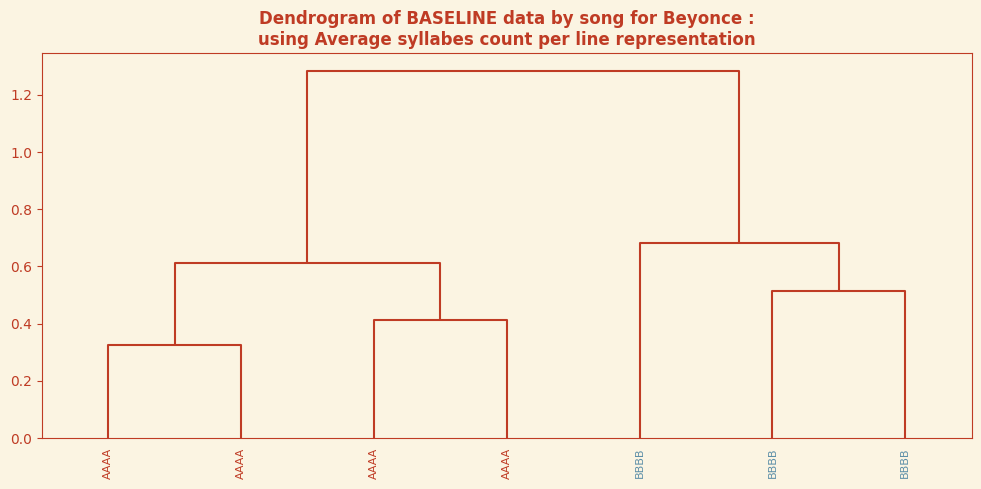 Dendrogram of BASELINE data by song for Beyonce :
using Average syllabes count per line representation
1.2
1.0
0.8
0.6
0.4
0.2
0.0
AAAA AAAA AAAA AAAA BBBB BBBB BBBB